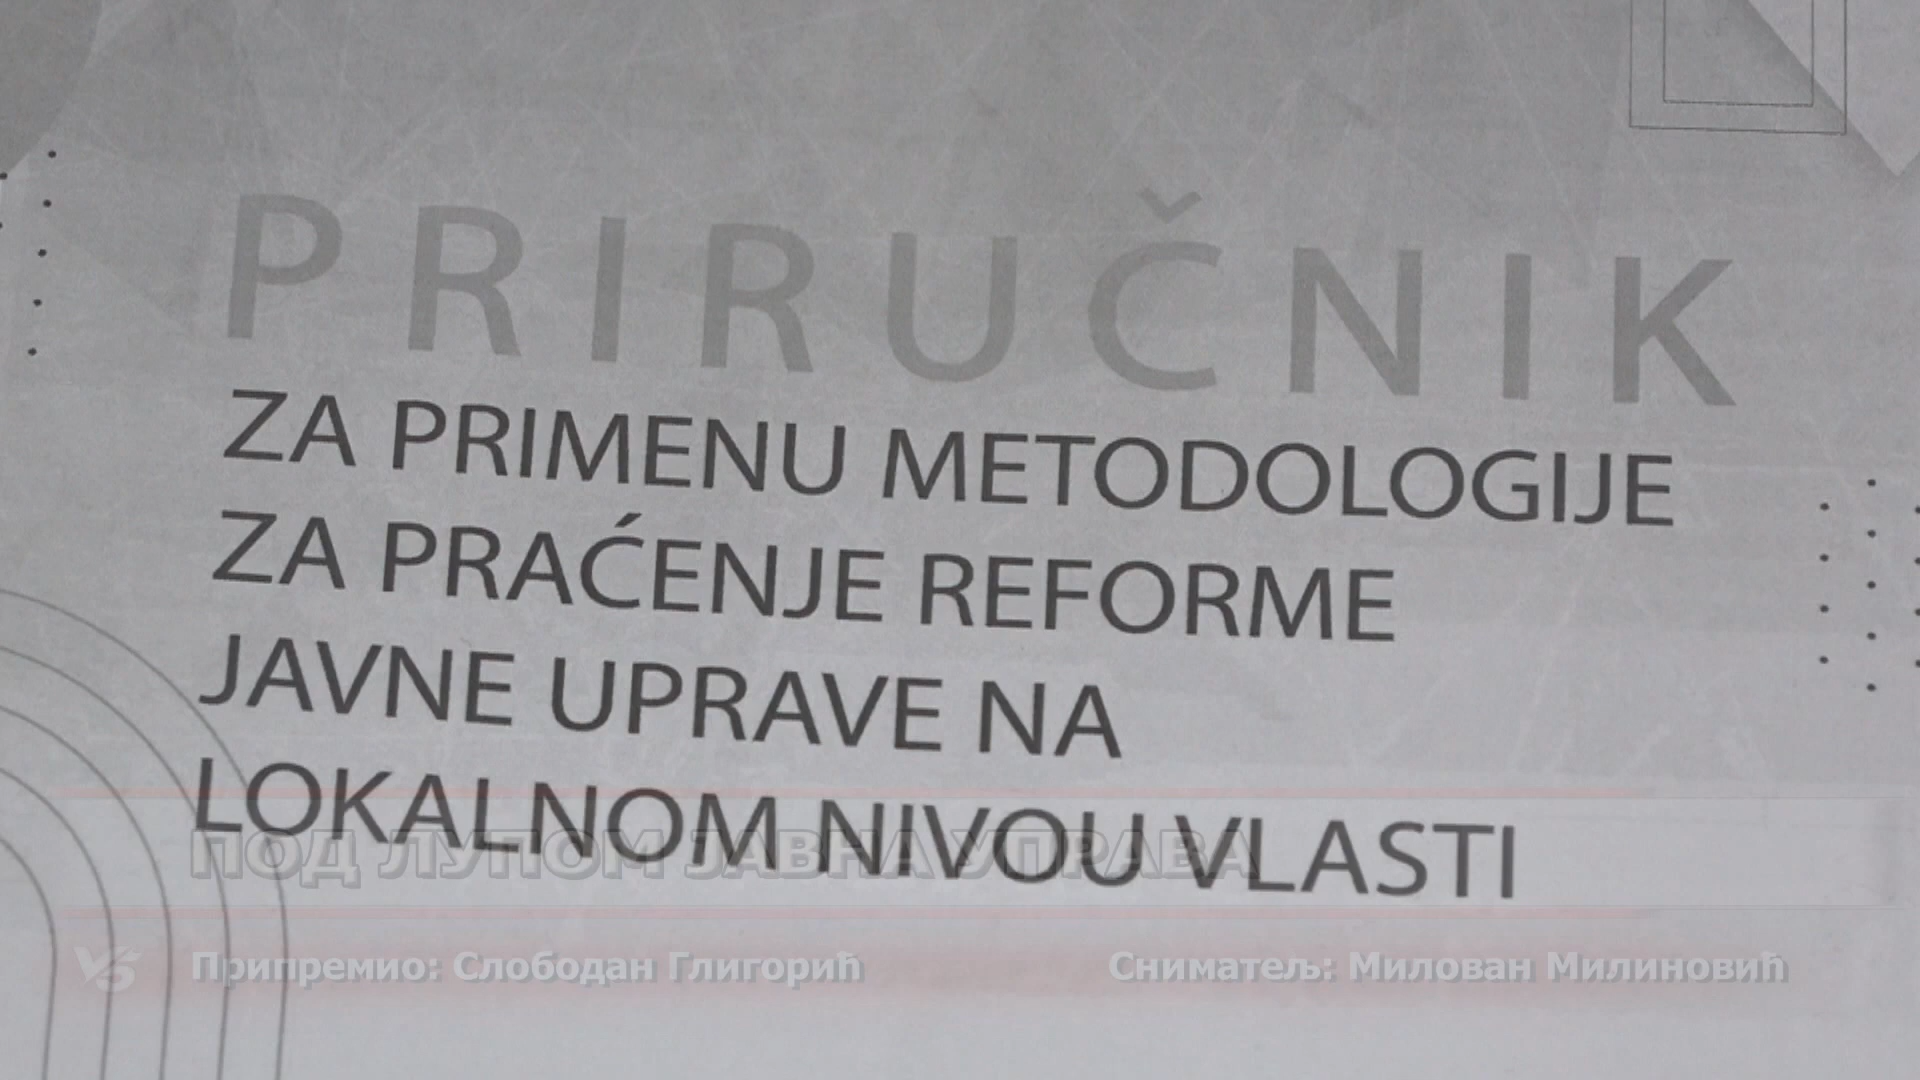 PRIRUČNIK
ZA PRIMENU METODOLOGIJE
ZA PRAĆENJE REFORME
JAVNE UPRAVE NA
LOKALNOM NIVOU VLASTI
ПОД ЛУПОМ ЈАВНА УПРАВА
Припремио: Слободан Глигорић
Сниматељ: Милован Милиновић